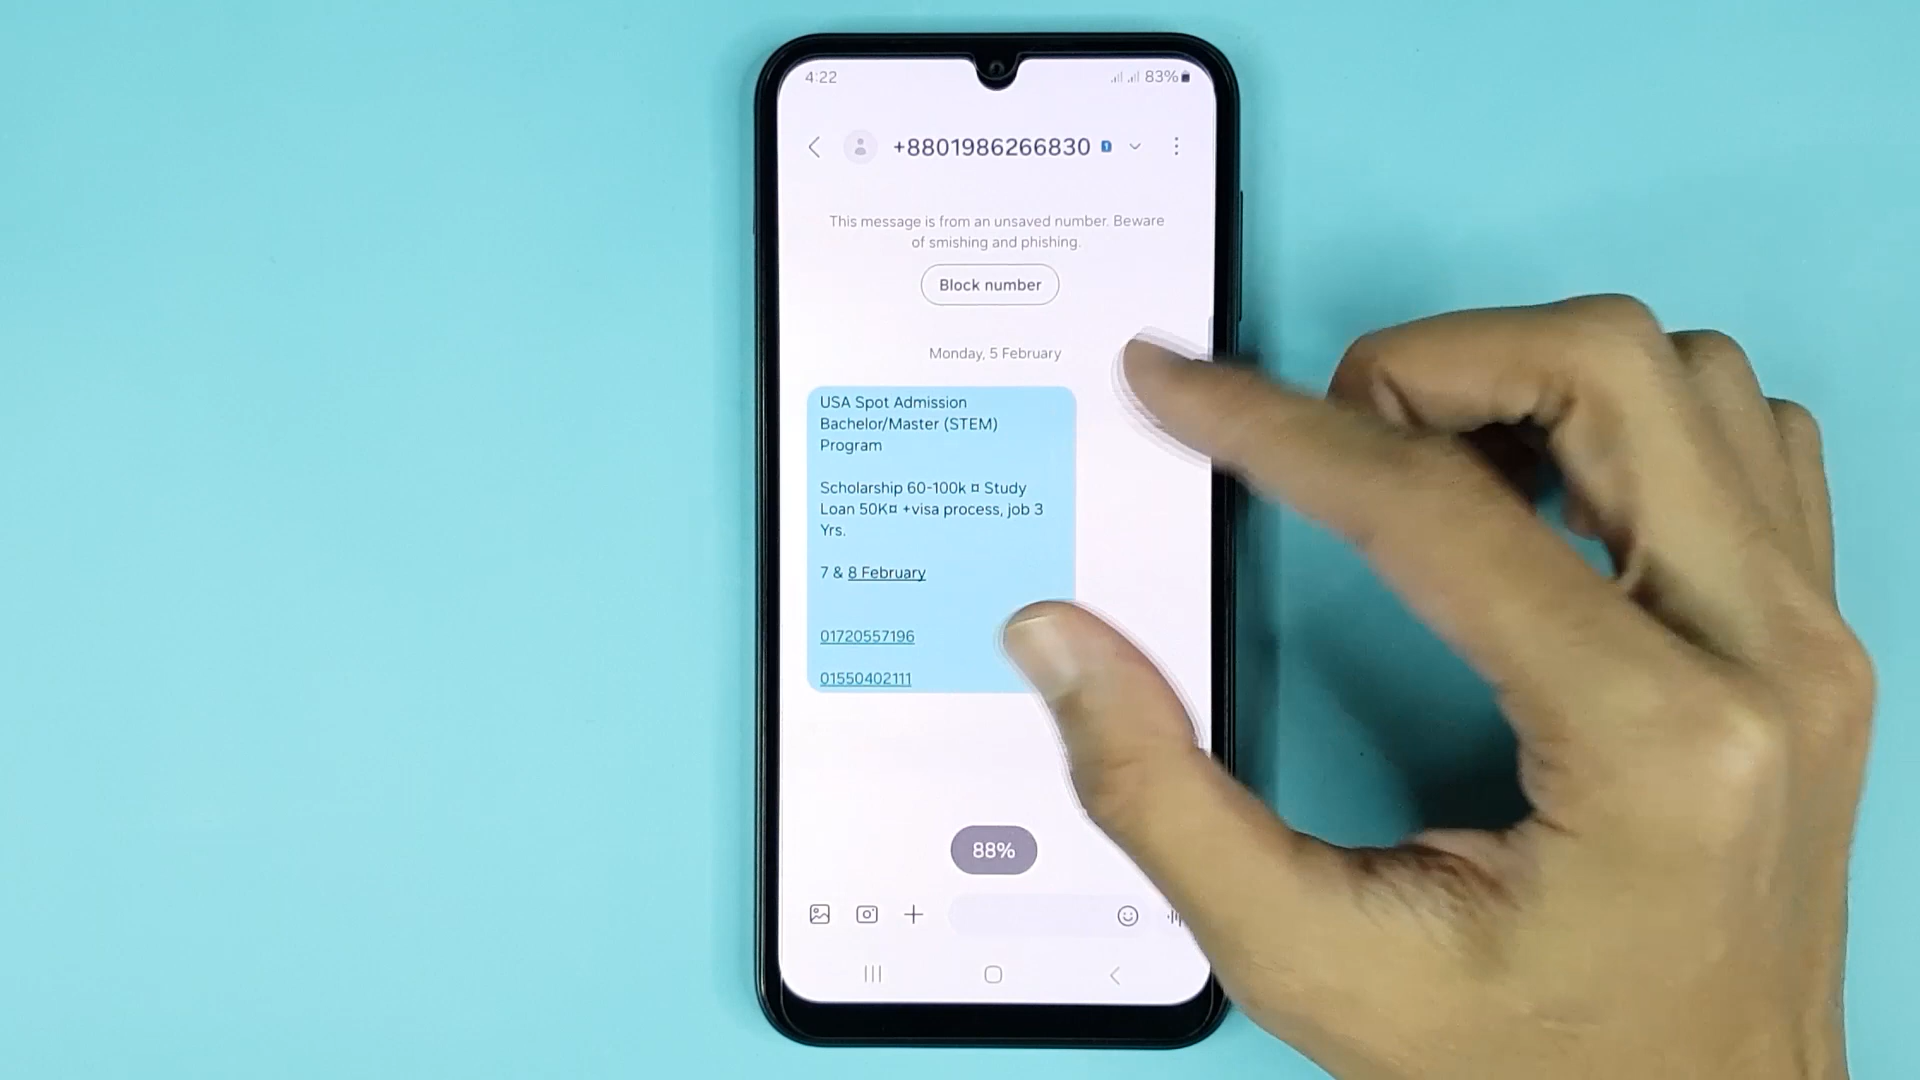 4:22
83%
+8801986266830 1
This message is from an unsaved number. Beware
of smishing and phishing.
Block number
Monday, 5 February
USA Spot Admission
Bachelor/Master (STEM)
Program
Scholarship 60-100k ¤ Study
Loan 50K¤ +visa process, job 3
Yrs.
7 & 8 February
01720557196
01550402111
88%